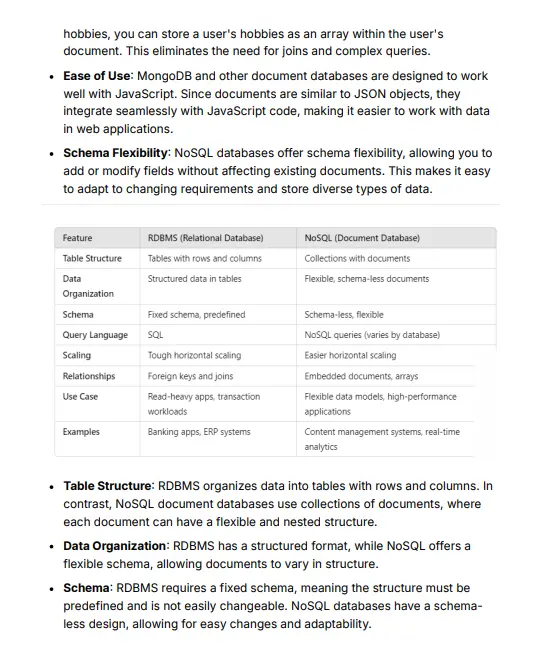 hobbies, you can store a user's hobbies as an array within the user's
document. This eliminates the need for joins and complex queries.
• Ease of Use: MongoDB and other document databases are designed to work
well with JavaScript. Since documents are similar to JSON objects, they
integrate seamlessly with JavaScript code, making it easier to work with data
in web applications.
• Schema Flexibility: NoSQL databases offer schema flexibility, allowing you to
add or modify fields without affecting existing documents. This makes it easy
to adapt to changing requirements and store diverse types of data.
Feature RDBMS (Relational Database) NoSQL (Document Database)
Table Structure Tables with rows and columns Collections with documents
Data Structured data in tables Flexible, schema-less documents
Organization
Schema Fixed schema, predefined Schema-less, flexible
Query Language SQL NoSQL queries (varies by database)
Scaling Tough horizontal scaling Easier horizontal scaling
Relationships Foreign keys and joins Embedded documents, arrays
Use Case Read-heavy apps, transaction Flexible data models, high-performance
workloads applications
Examples Banking apps, ERP systems Content management systems, real-time
analytics
• Table Structure: RDBMS organizes data into tables with rows and columns. In
contrast, NoSQL document databases use collections of documents, where
each document can have a flexible and nested structure.
• Data Organization: RDBMS has a structured format, while NoSQL offers a
flexible schema, allowing documents to vary in structure.
• Schema: RDBMS requires a fixed schema, meaning the structure must be
predefined and is not easily changeable. NoSQL databases have a schema-
less design, allowing for easy changes and adaptability.